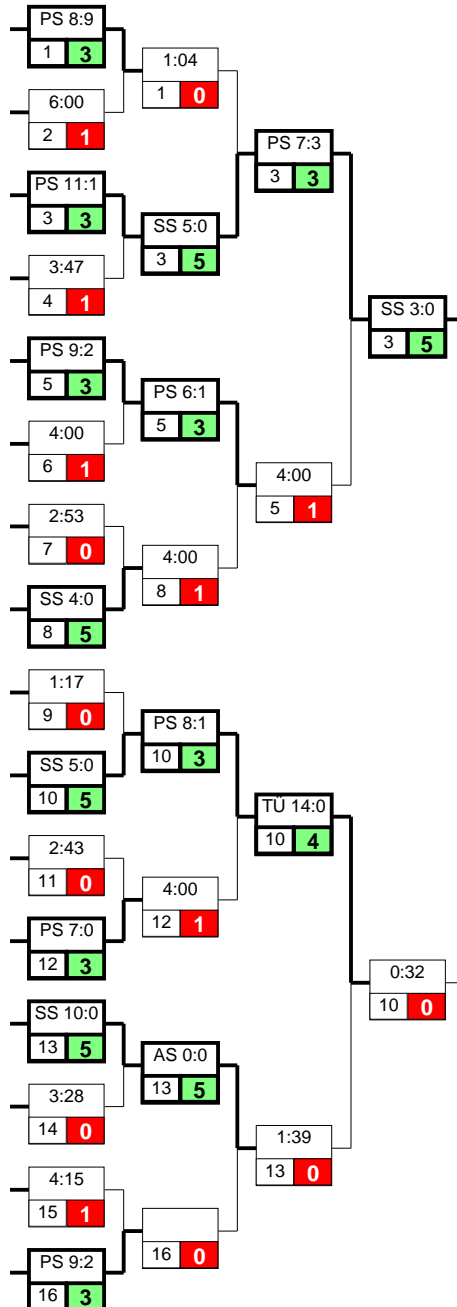 PS 8:9
1 3
1:04
1 0
6:00
2 1
PS 7:3
3 3
PS 11:1
3 3
SS 5:0
3 5
3:47
4 1
SS 3:0
3 5
PS 9:2
5 3
PS 6:1
5 3
4:00
6 1
4:00
5 1
2:53
7 0
4:00
8 1
SS 4:0
8 5
1:17
9 0
PS 8:1
10 3
SS 5:0
10 5
TÜ 14:0
10 4
2:43
11 0
4:00
12 1
PS 7:0
12 3
0:32
10 0
SS 10:0
13 5
AS 0:0
13 5
3:28
14 0
1:39
13 0
4:15
15 1
16 0
PS 9:2
16 3